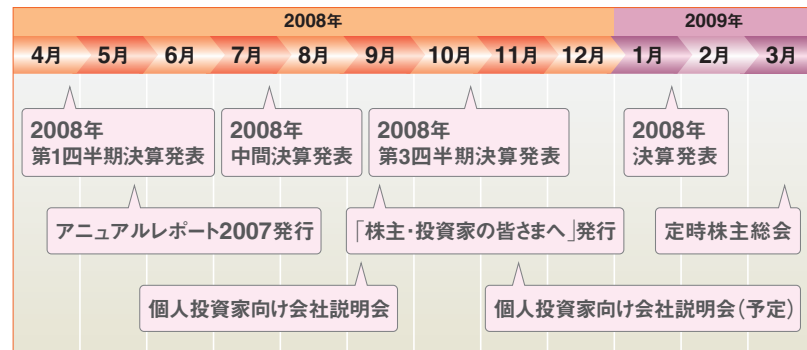 2008年 2009年
4月 5月 6月 7月 8月 9月 10月 11月 12月 1月 2月 3月
2008年
第1四半期決算発表
2008年
中間決算発表
2008年
第3四半期決算発表
2008年
決算発表
アニュアルレポート2007発行
「株主・投資家の皆さまへ」発行
定時株主総会
個人投資家向け会社説明会
個人投資家向け会社説明会(予定)